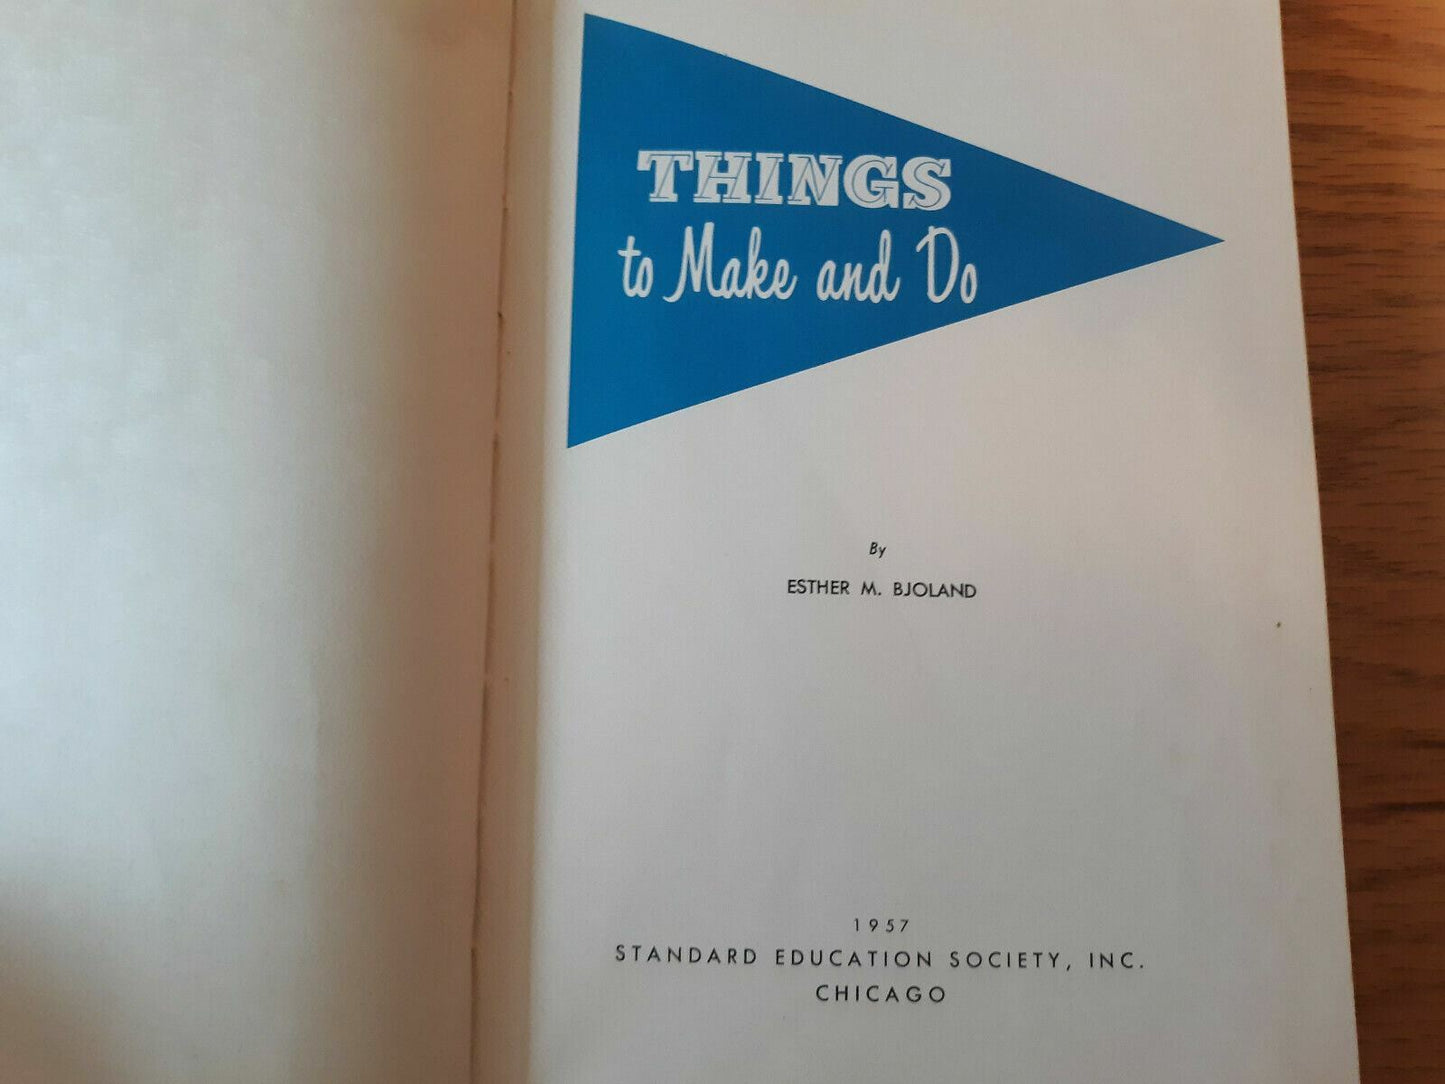 THINGS
to Make and Do
By
ESTHER M. BJOLAND
1957
STANDARD EDUCATION SOCIETY, INC.
CHICAGO